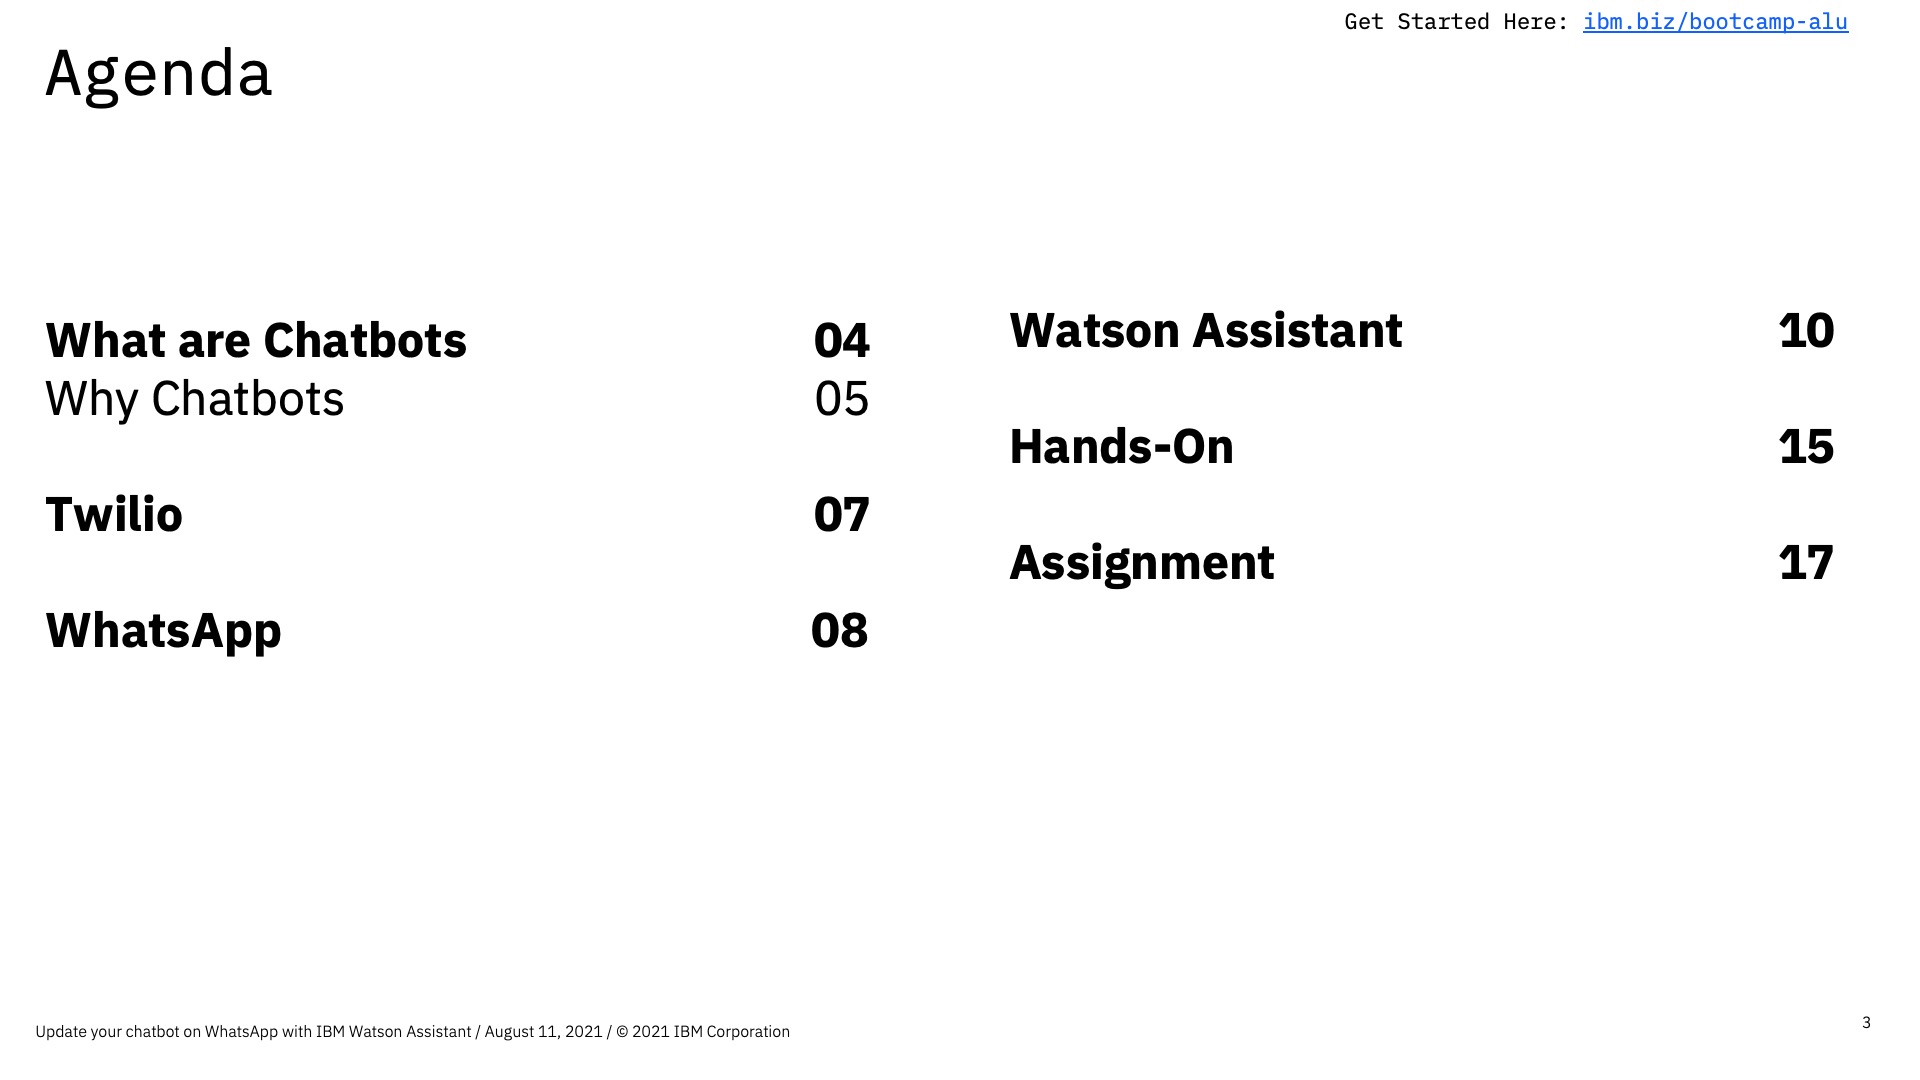 Get Started Here: ibm.biz/bootcamp-alu
Agenda
What are Chatbots 04
Why Chatbots 05
Twilio 07
WhatsApp 08
Watson Assistant 10
Hands-On 15
Assignment 17
Update your chatbot on WhatsApp with IBM Watson Assistant / August 11, 2021 / © 2021 IBM Corporation
3